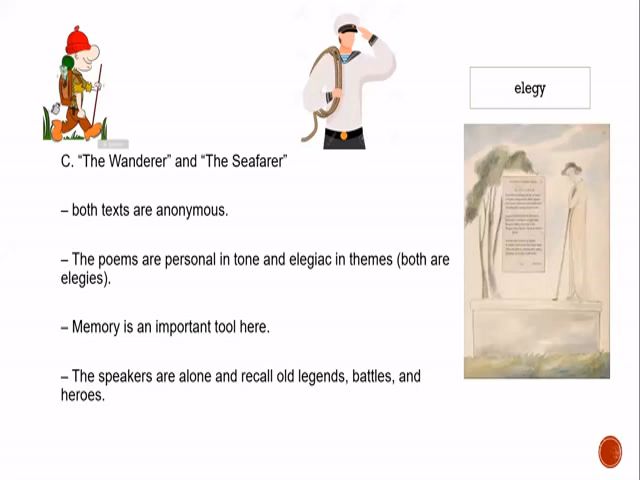 elegy
C. “The Wanderer” and “The Seafarer”
– both texts are anonymous.
– The poems are personal in tone and elegiac in themes (both are
elegies).
– Memory is an important tool here.
– The speakers are alone and recall old legends, battles, and
heroes.